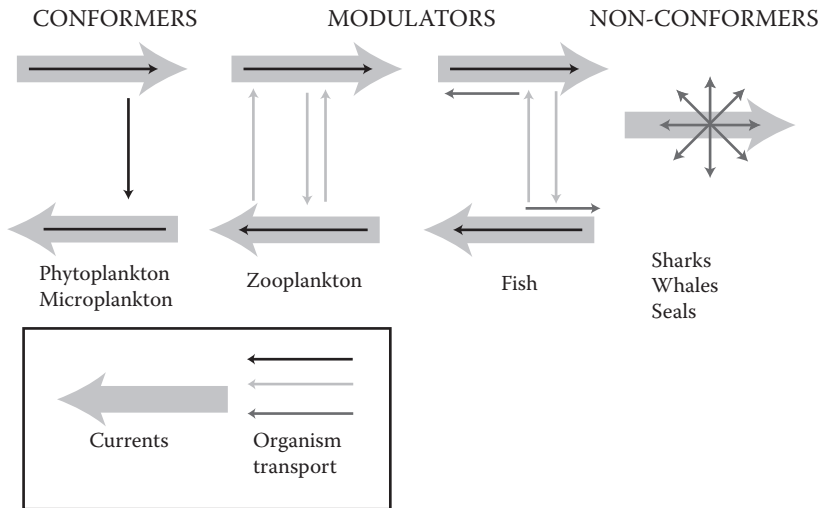 CONFORMERS
MODULATORS
NON-CONFORMERS
Phytoplankton
Microplankton
Zooplankton
Fish
Sharks
Whales
Seals
Currents
Organism
transport